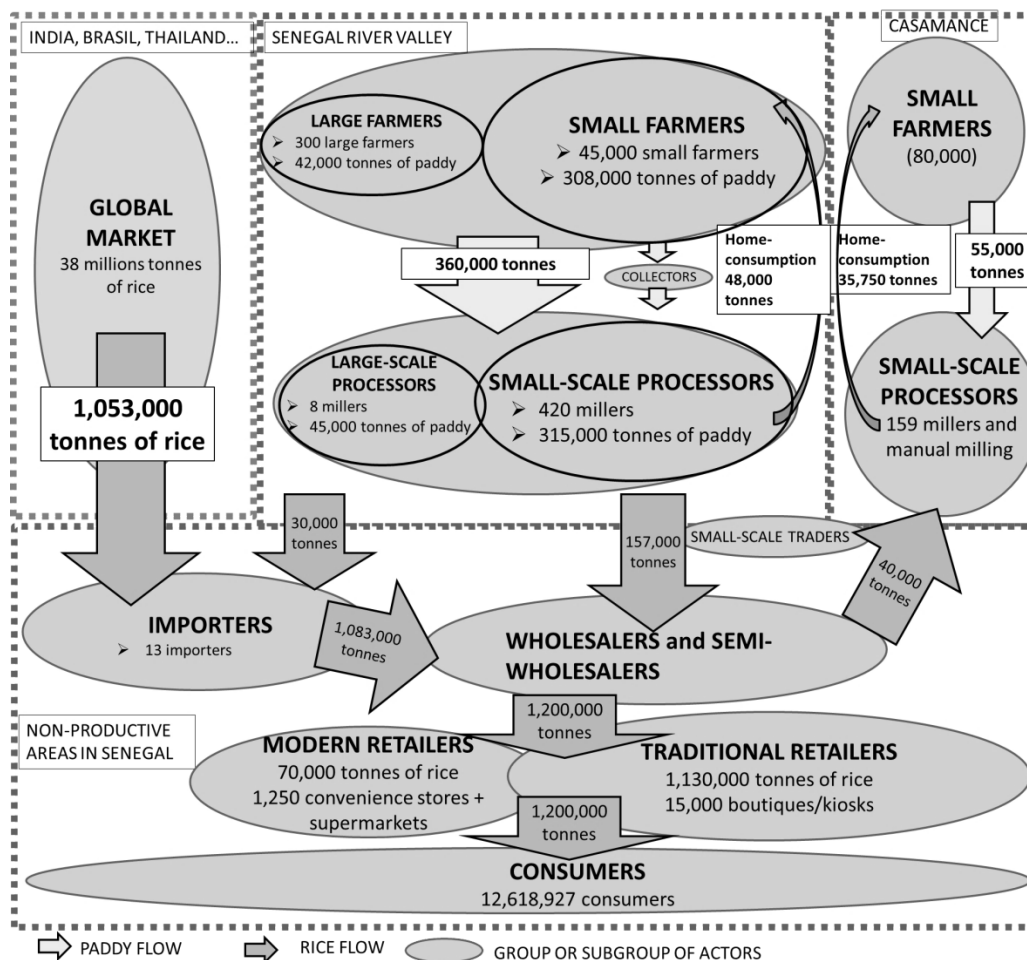 INDIA, BRASIL, THAILAND...
GLOBAL
MARKET
38 millions tonnes
of rice
1,053,000
tonnes of rice
SENEGAL RIVER VALLEY
LARGE FARMERS
300 large farmers
42,000 tonnes of paddy
SMALL FARMERS
45,000 small farmers
308,000 tonnes of paddy
360,000 tonnes
COLLECTORS
Home-
consumption
48,000
tonnes
LARGE-SCALE
PROCESSORS
8 millers
45,000 tonnes of paddy
SMALL-SCALE PROCESSORS
420 millers
315,000 tonnes of paddy
CASAMANCE
SMALL
FARMERS
(80,000)
Home-
consumption
35,750 tonnes
55,000
tonnes
SMALL-SCALE
PROCESSORS
159 millers and
manual milling
30,000
tonnes
157,000
tonnes
SMALL-SCALE TRADERS
40,000
tonnes
IMPORTERS
13 importers
1,083,000
tonnes
WHOLESALERS and SEMI-
WHOLESALERS
NON-PRODUCTIVE
AREAS IN SENEGAL
1,200,000
tonnes
MODERN RETAILERS
70,000 tonnes of rice
1,250 convenience stores +
supermarkets
TRADITIONAL RETAILERS
1,130,000 tonnes of rice
15,000 boutiques/kiosks
1,200,000
tonnes
CONSUMERS
12,618,927 consumers
PADDY FLOW
RICE FLOW
GROUP OR SUBGROUP OF ACTORS